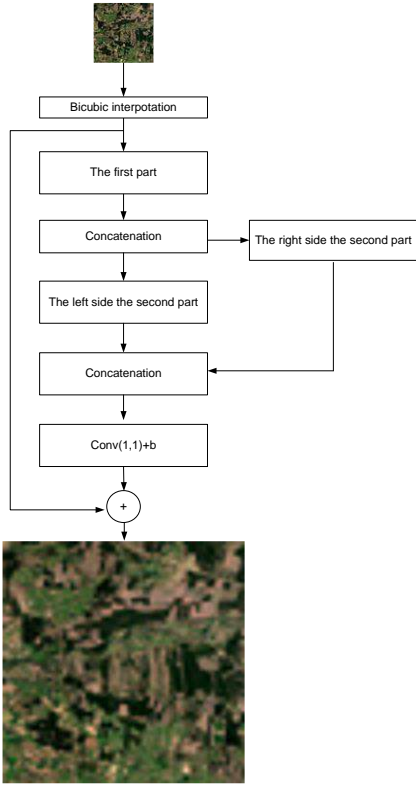 Bicubic interpotation
The first part
Concatenation
The right side the second part
The left side the second part
Concatenation
Conv(1,1)+b
+